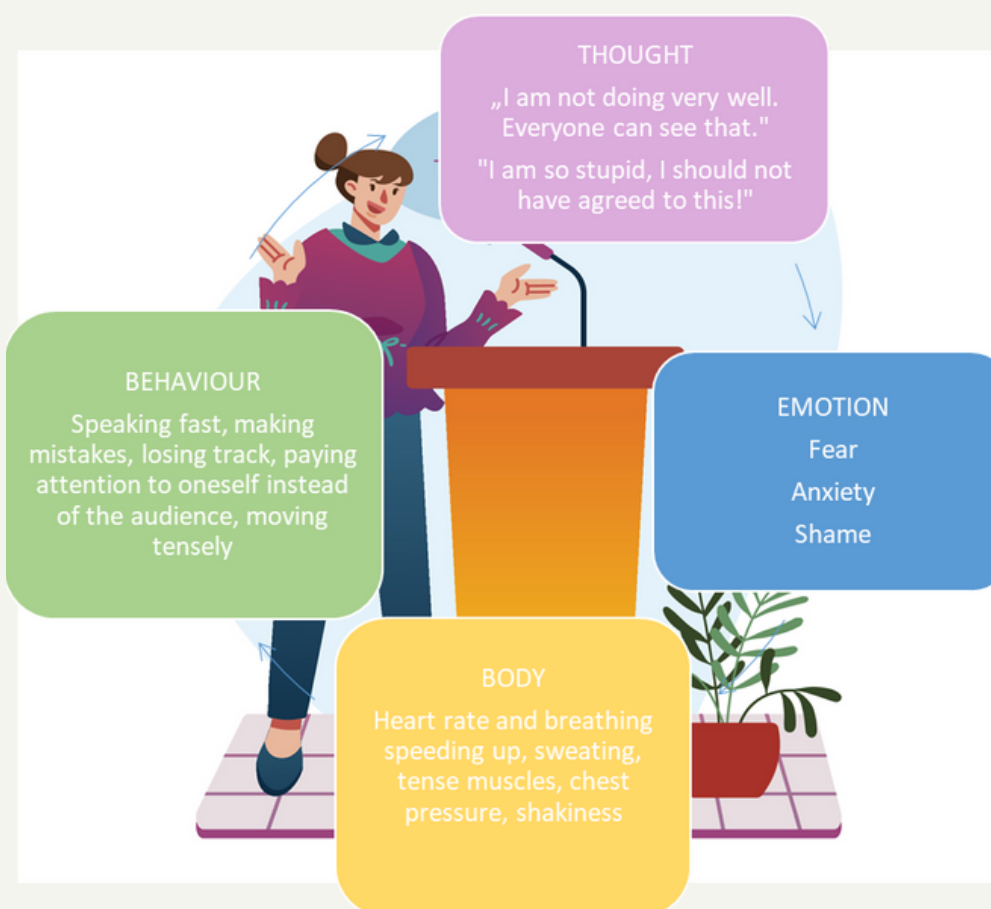 THOUGHT
„I am not doing very well.
Everyone can see that."
"I am so stupid, I should not
have agreed to this!"
BEHAVIOUR
Speaking fast, making
mistakes, losing track, paying
attention to oneself instead
of the audience, moving
tensely
EMOTION
Fear
Anxiety
Shame
BODY
Heart rate and breathing
speeding up, sweating,
tense muscles, chest
pressure, shakiness